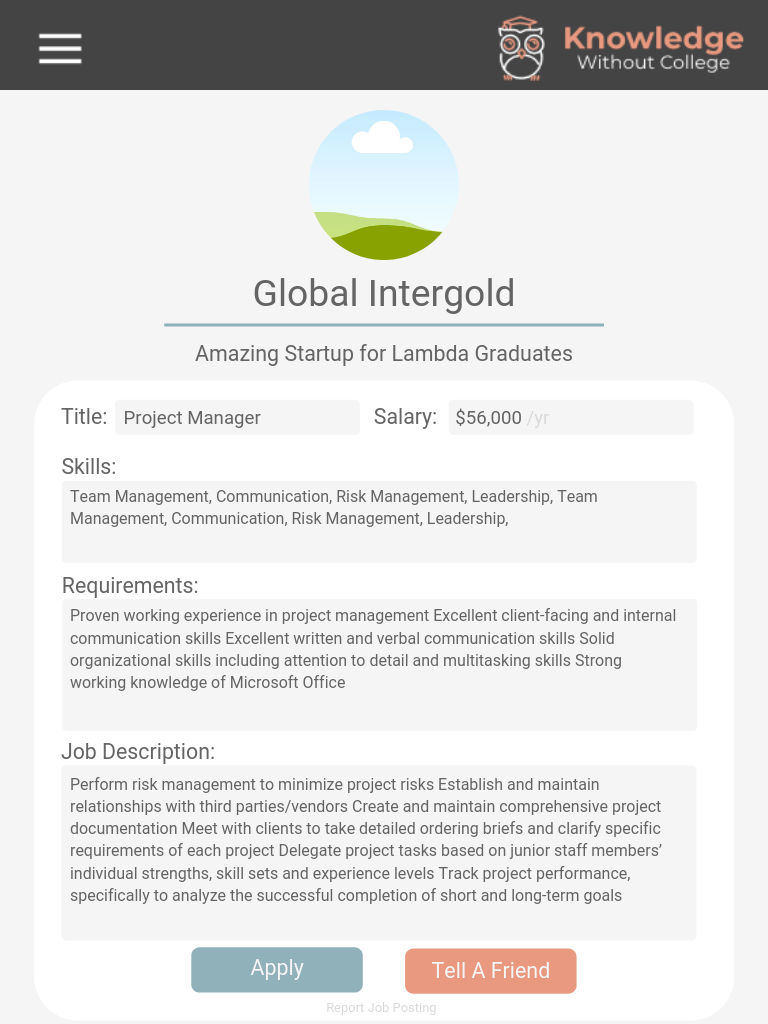 Knowledge
Without College
Global Intergold
Amazing Startup for Lambda Graduates
Title: Project Manager Salary: $56,000 /yr
Skills:
Team Management, Communication, Risk Management, Leadership, Team
Management, Communication, Risk Management, Leadership,
Requirements:
Proven working experience in project management Excellent client-facing and internal
communication skills Excellent written and verbal communication skills Solid
organizational skills including attention to detail and multitasking skills Strong
working knowledge of Microsoft Office
Job Description:
Perform risk management to minimize project risks Establish and maintain
relationships with third parties/vendors Create and maintain comprehensive project
documentation Meet with clients to take detailed ordering briefs and clarify specific
requirements of each project Delegate project tasks based on junior staff members’
individual strengths, skill sets and experience levels Track project performance,
specifically to analyze the successful completion of short and long-term goals
Apply Tell A Friend
Report Job Posting